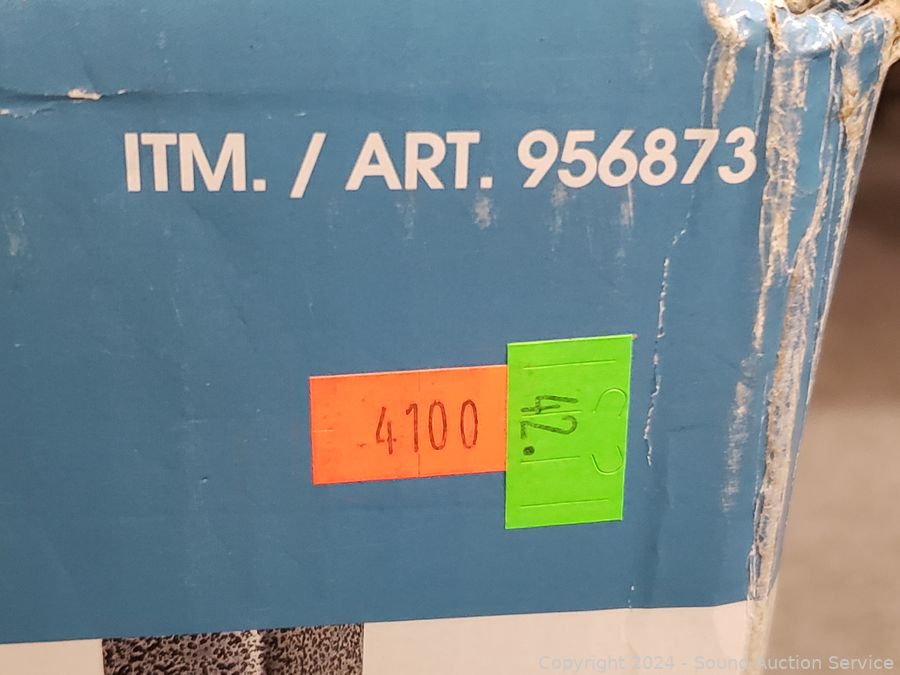 ITM. / ART. 956873
4100
42.
Copyright 2024 - Sound Auction Service